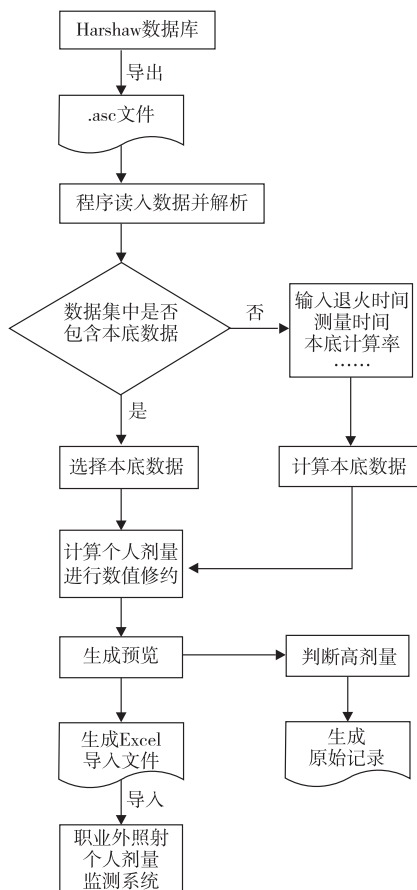 Harshaw数据库
导出
.asc文件
程序读入数据并解析
数据集中是否
包含本底数据
否
输入退火时间
测量时间
本底计算率
……
是
选择本底数据
计算本底数据
计算个人剂量
进行数值修约
生成预览
判断高剂量
生成Excel
导入文件
生成
原始记录
导入
职业外照射
个人剂量
监测系统